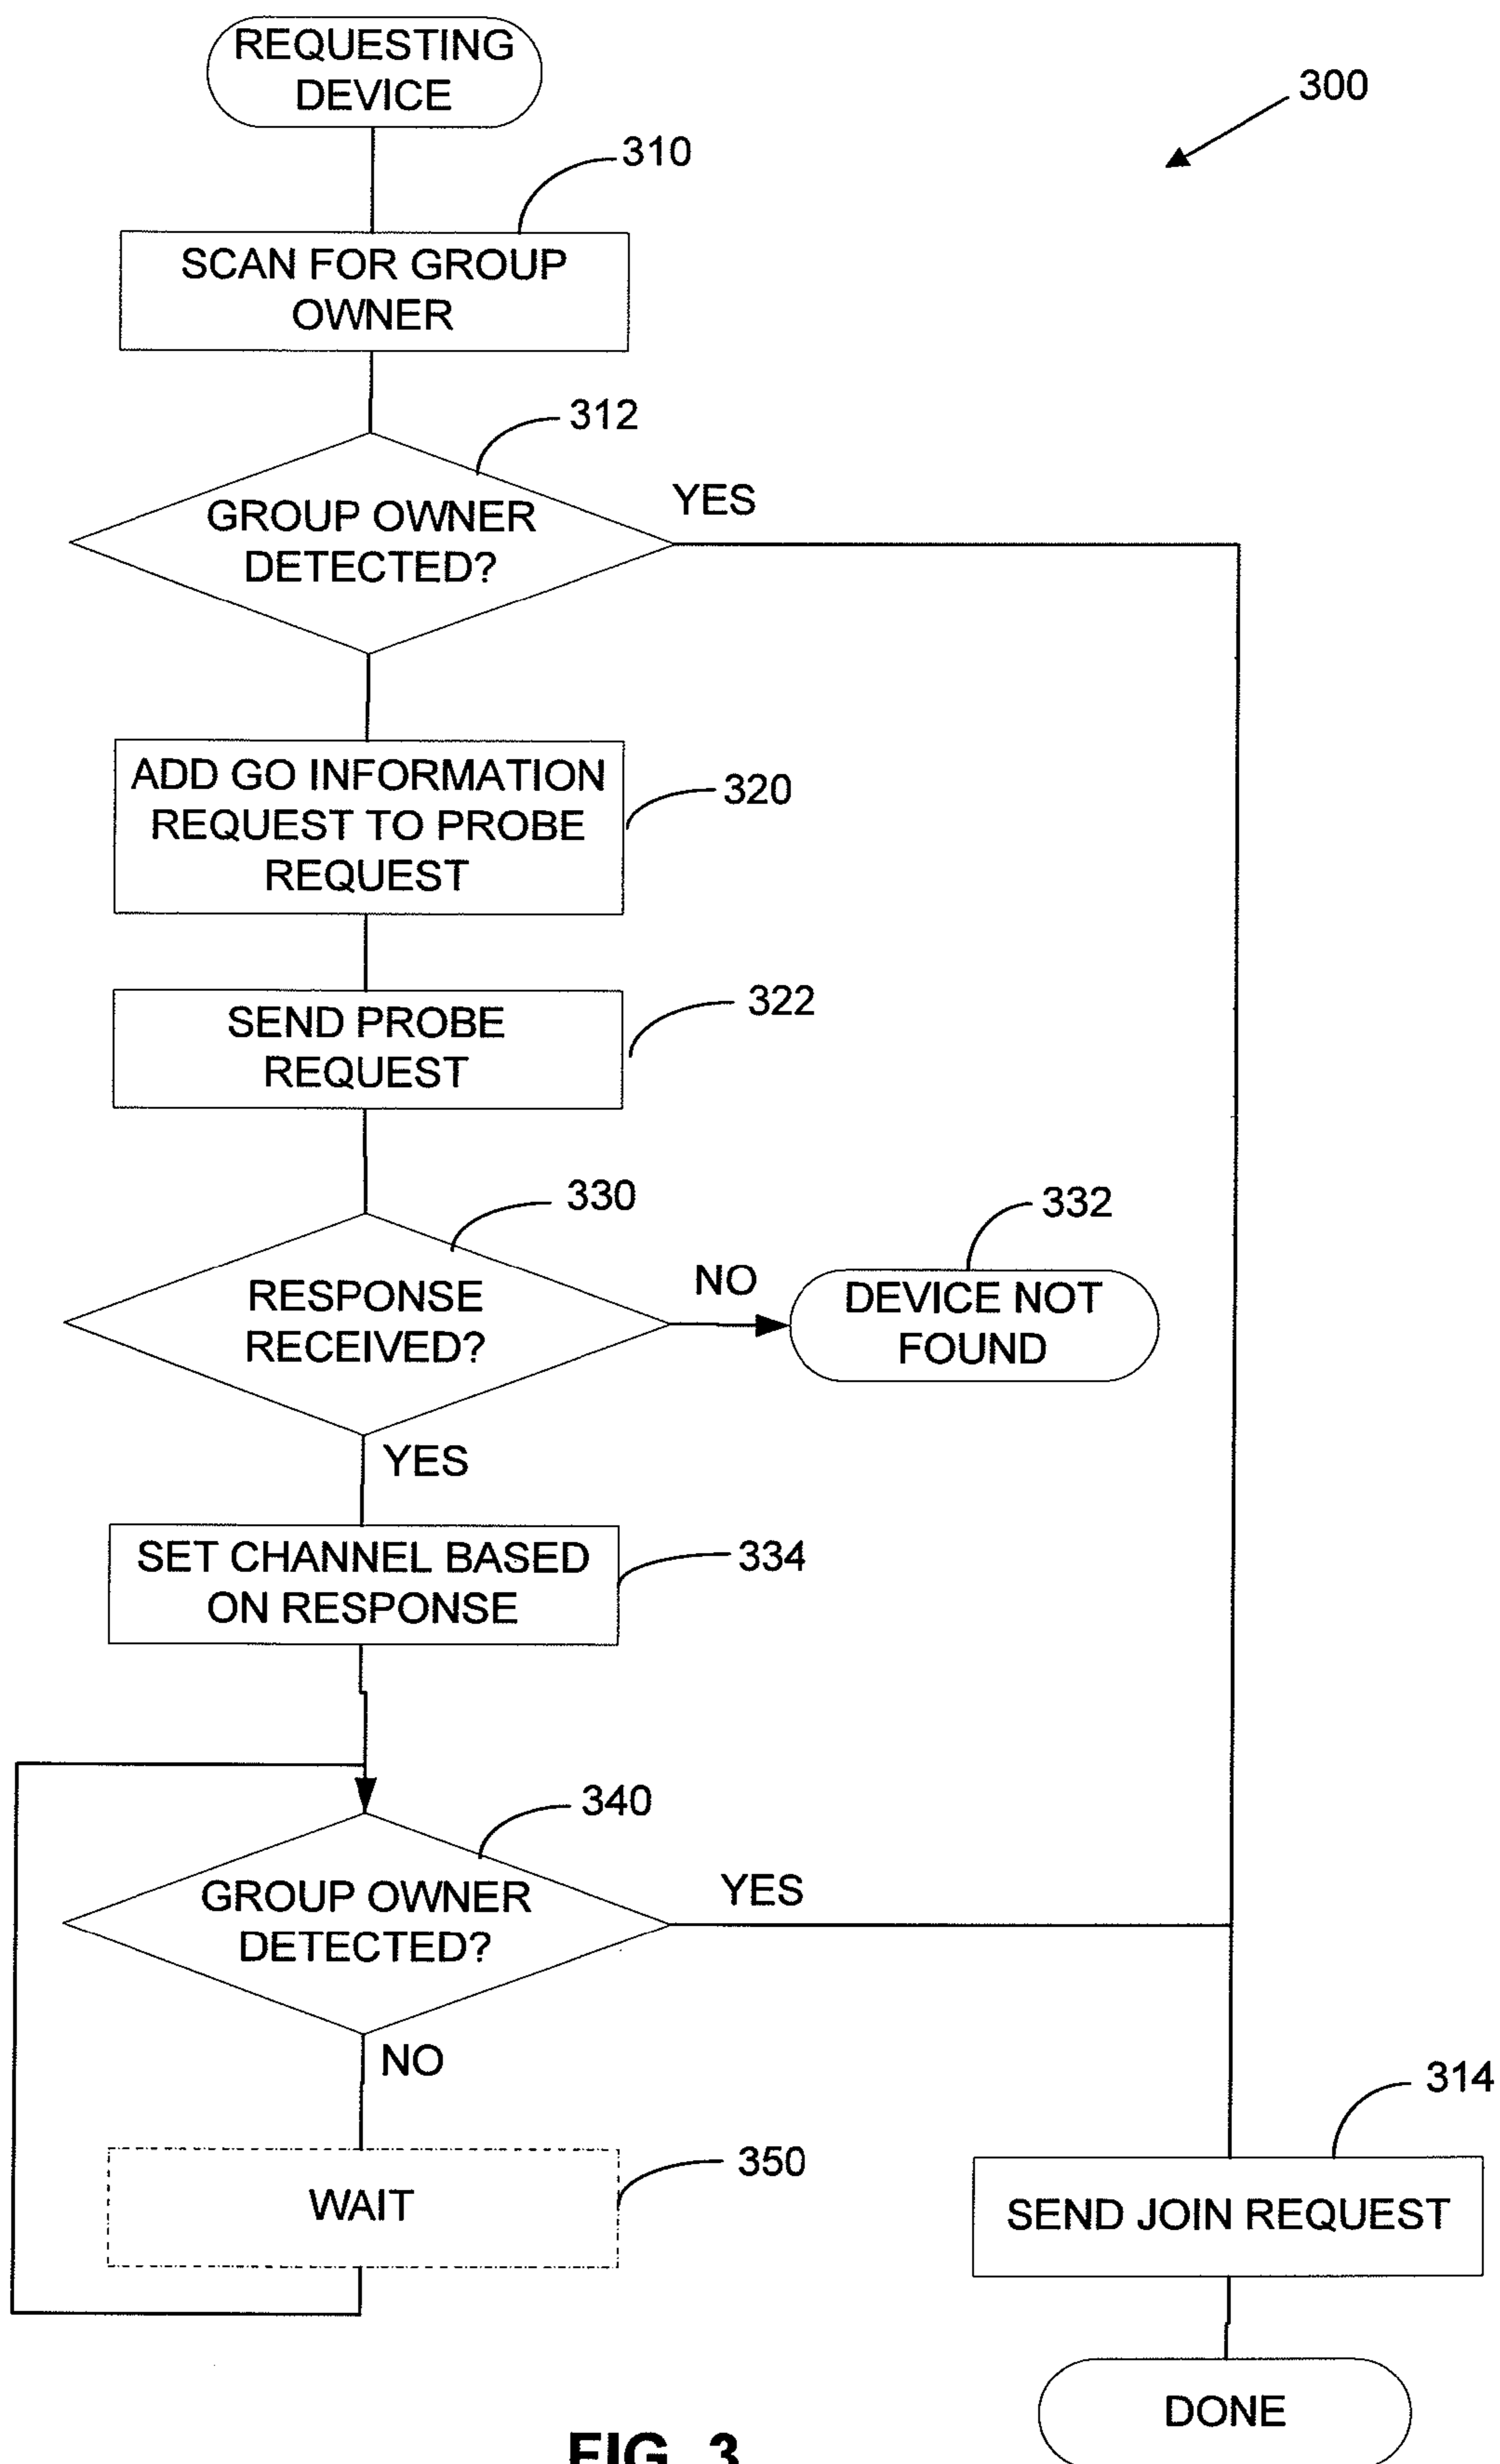 REQUESTING
DEVICE
300
310
SCAN FOR GROUP
OWNER
312
GROUP OWNER
DETECTED?
YES
ADD GO INFORMATION
REQUEST TO PROBE
REQUEST
320
SEND PROBE
REQUEST
322
330
RESPONSE
RECEIVED?
NO
332
DEVICE NOT
FOUND
YES
SET CHANNEL BASED
ON RESPONSE
334
340
GROUP OWNER
DETECTED?
YES
NO
WAIT
350
314
SEND JOIN REQUEST
DONE
FIG. 3